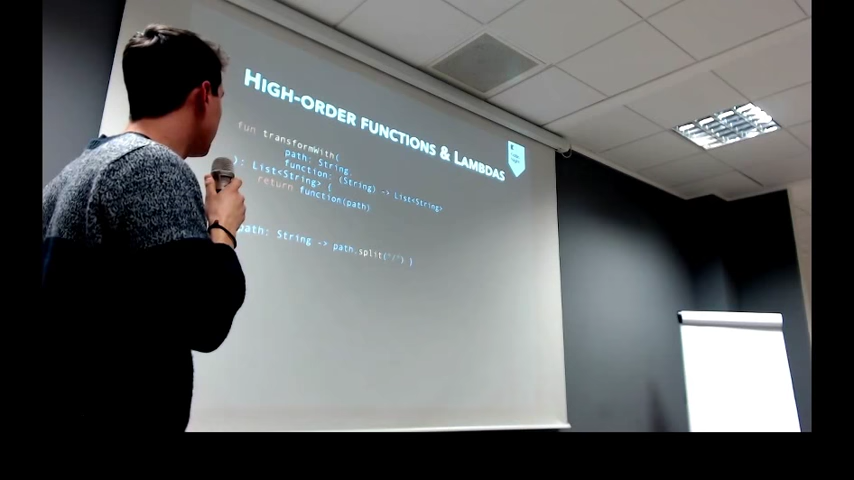 HIGH-ORDER FUNCTIONS & LAMBDAS
fun transformWith(
path: String,
function: (String) -> List<String>
): List<String> {
return function(path)
path: String -> path.split("/") }